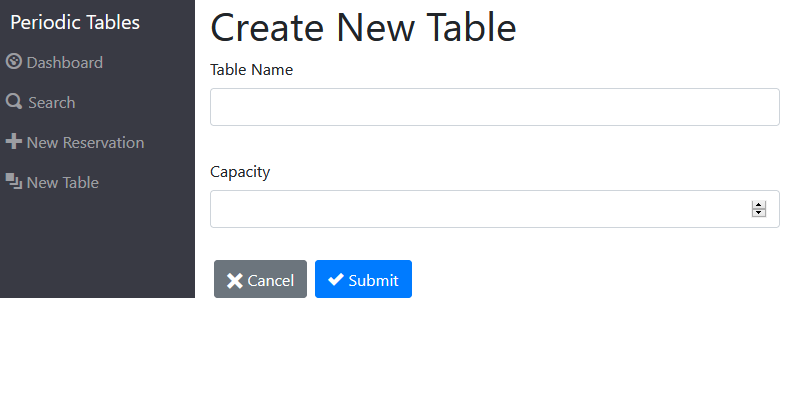 Periodic Tables
Dashboard
Search
New Reservation
New Table
Create New Table
Table Name
Capacity
Cancel
Submit